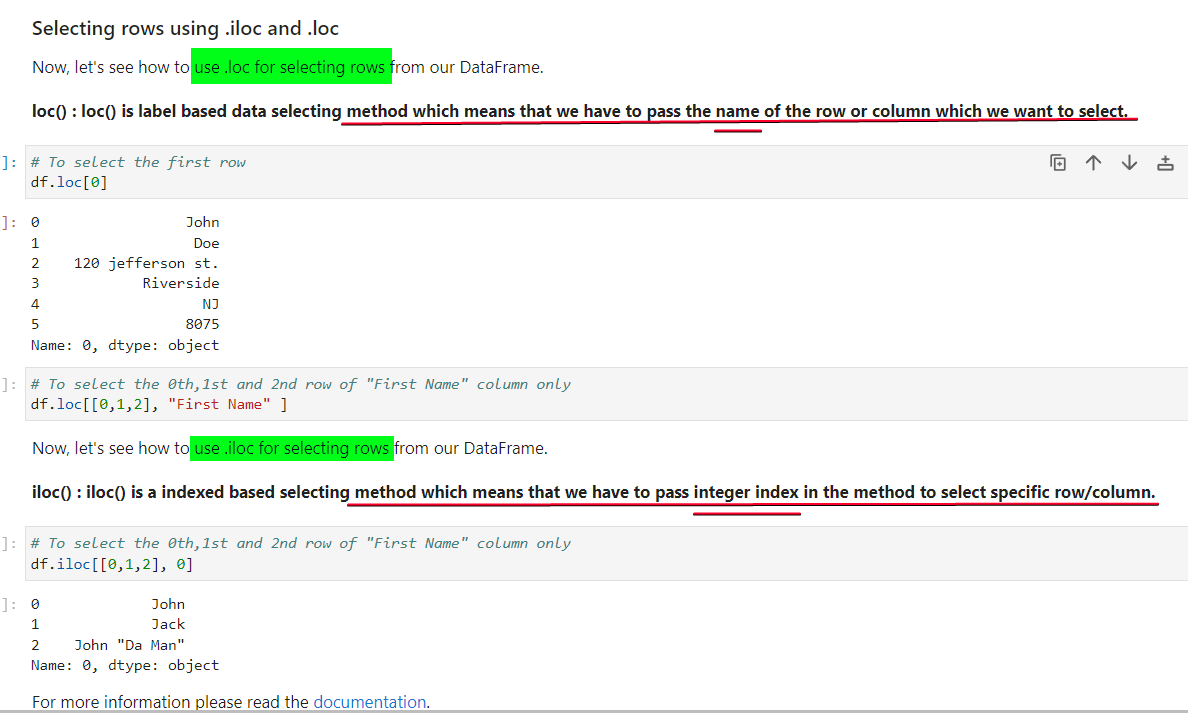 Selecting rows using .iloc and .loc
Now, let's see how to use .loc for selecting rows from our DataFrame.
loc() : loc() is label based data selecting method which means that we have to pass the name of the row or column which we want to select.
]: # To select the first row
df.loc[0]
]: 0 John
1 Doe
2 120 jefferson st.
3 Riverside
4 NJ
5 8075
Name: 0, dtype: object
]: # To select the 0th,1st and 2nd row of "First Name" column only
df.loc[[0,1,2], "First Name" ]
Now, let's see how to use .iloc for selecting rows from our DataFrame.
iloc() : iloc() is a indexed based selecting method which means that we have to pass integer index in the method to select specific row/column.
]: # To select the 0th,1st and 2nd row of "First Name" column only
df.iloc[[0,1,2], 0]
]: 0 John
1 Jack
2 John "Da Man"
Name: 0, dtype: object
For more information please read the documentation.